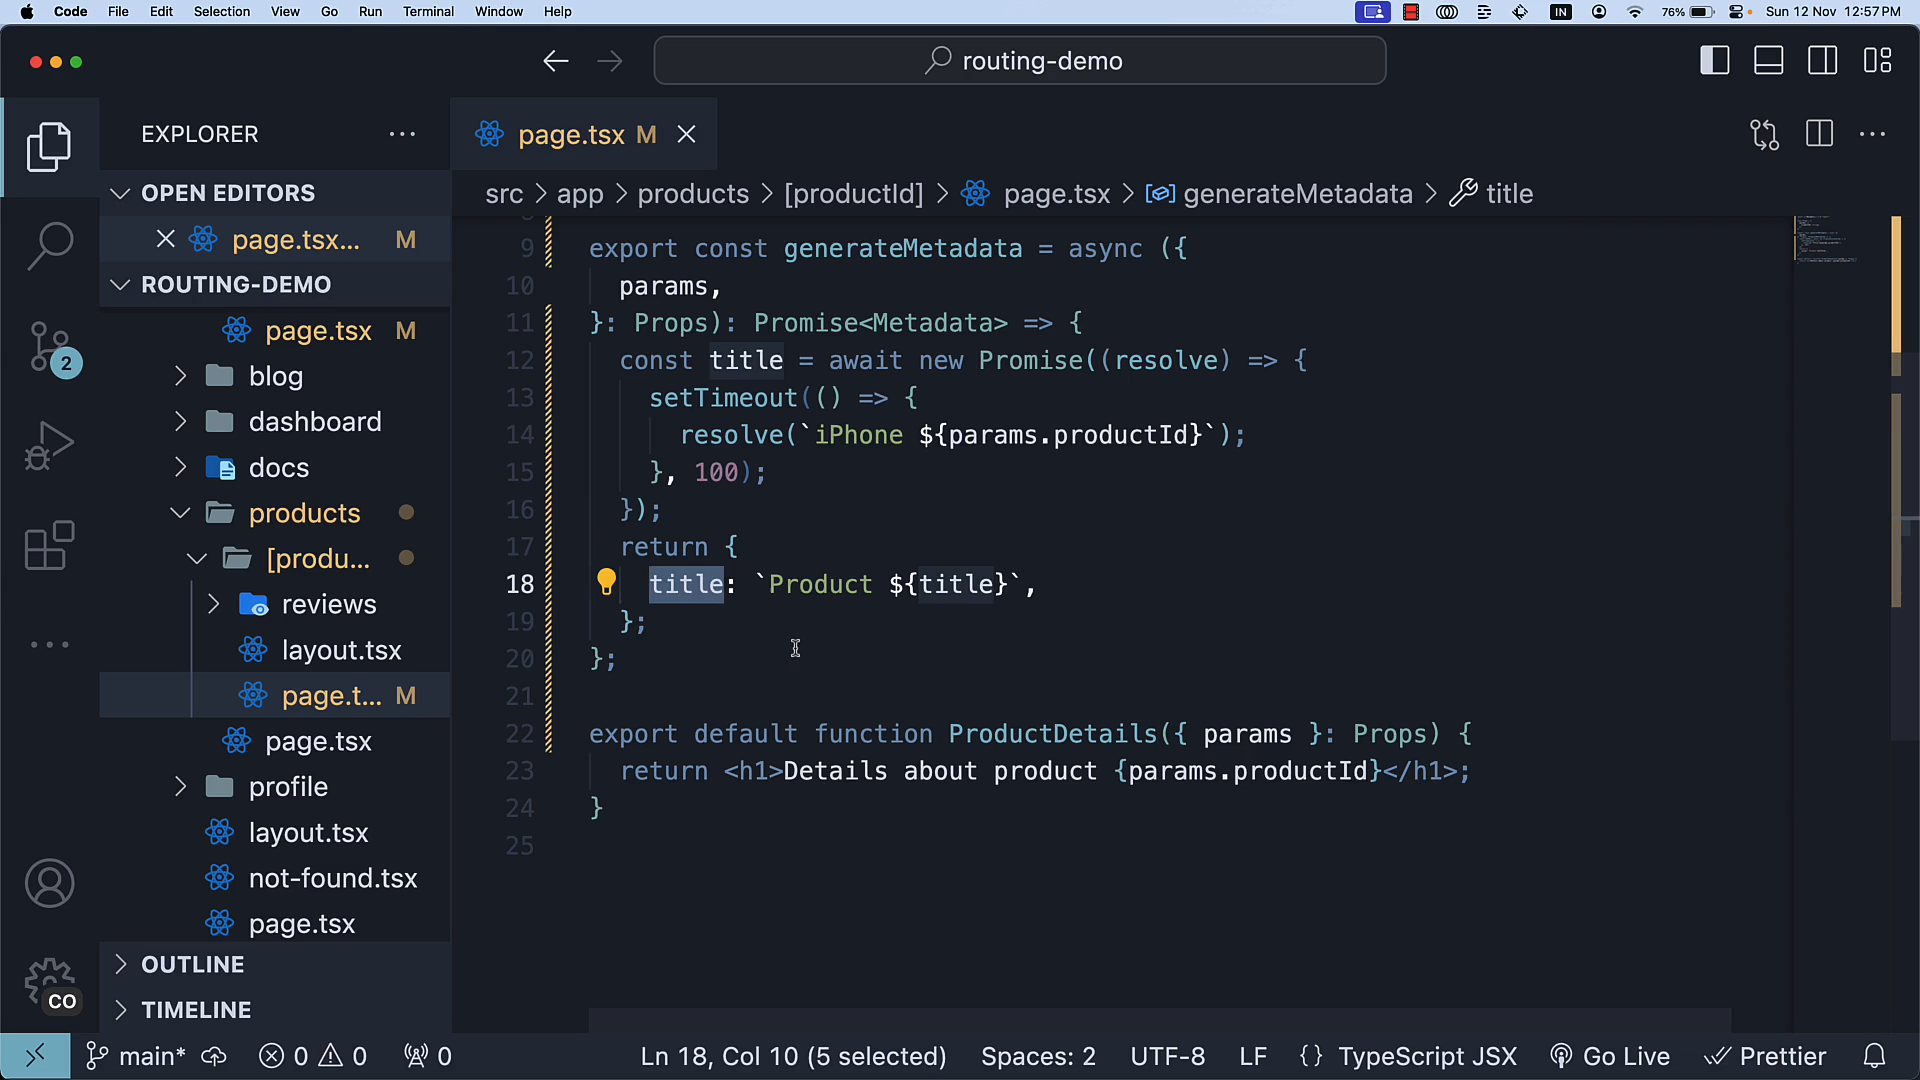 Code File Edit Selection View Go Run Terminal Window Help IN 76% Sun 12 Nov 12:57 PM
routing-demo
EXPLORER
page.tsx M
OPEN EDITORS
src > app > products > [productId] > page.tsx > generateMetadata > title
page.tsx... M
ROUTING-DEMO
page.tsx M
blog
dashboard
docs
products
[produ...
reviews
layout.tsx
page.t... M
page.tsx
profile
layout.tsx
not-found.tsx
page.tsx
OUTLINE
TIMELINE
2
CO
9 export const generateMetadata = async ({
10 params,
11 }: Props): Promise<Metadata> => {
12 const title = await new Promise((resolve) => {
13 setTimeout(() => {
14 resolve(`iPhone ${params.productId}`);
15 }, 100);
16 });
17 return {
18 title: `Product ${title}`,
19 };
20 };
21
22 export default function ProductDetails({ params }: Props) {
23 return <h1>Details about product {params.productId}</h1>;
24 }
25
main* 0 0 0 Ln 18, Col 10 (5 selected) Spaces: 2 UTF-8 LF {} TypeScript JSX Go Live Prettier